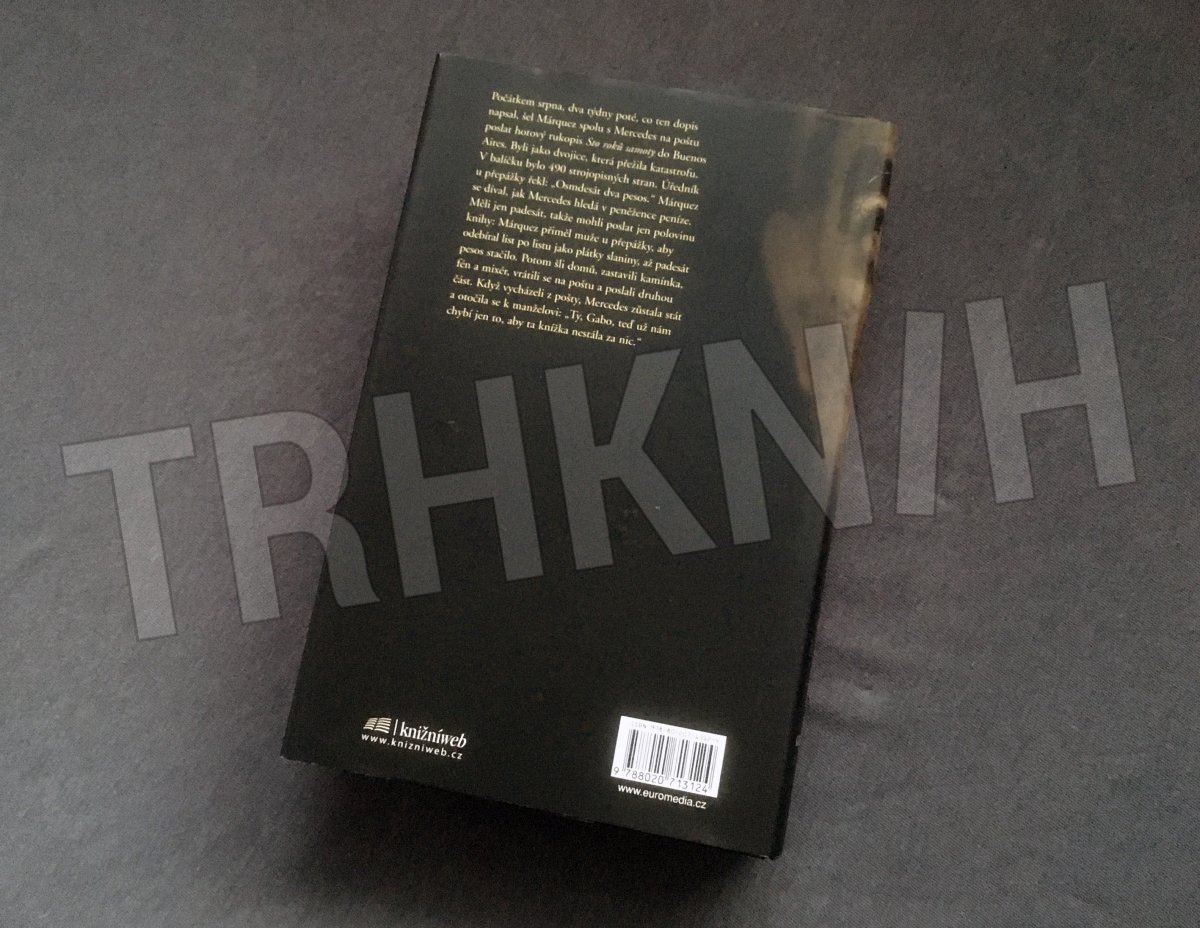 Počátkem srpna, dva týdny poté, co ten dopis
napsal, šel Márquez spolu s Mercedes na poštu
poslat hotový rukopis Sto roků samoty do Buenos
Aires. Byli jako dvojice, která přežila katastrofu.
V balíčku bylo 490 strojopisných stran. Úředník
u přepážky řekl: „Osmdesát dva pesos.“ Márquez
se díval, jak Mercedes hledá v peněžence peníze.
Měli jen padesát, takže mohli poslat jen polovinu
knihy: Márquez přiměl muže u přepážky, aby
odebíral list po listu jako plátky slaniny, až padesát
pesos stačilo. Potom šli domů, zastavili kamínka,
fén a mixér, vrátili se na poštu a poslali druhou
část. Když vycházeli z pošty, Mercedes zůstala stát
a otočila se k manželovi: „Ty, Gabo, teď už nám
chybí jen to, aby ta knížka nestála za nic.“
TRHKNIH
knižníweb
www.knizniweb.cz
ISBN 978
9 788020 713124
www.euromedia.cz